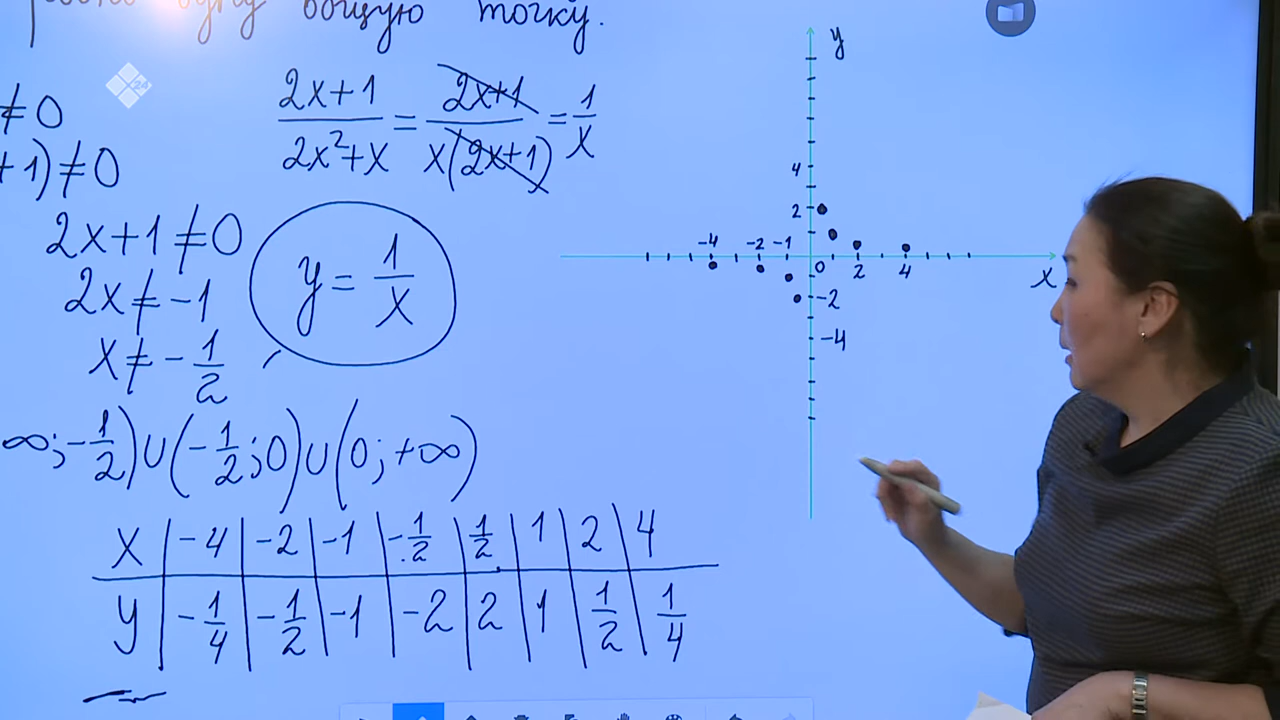 общую точку.
≠0
+1)≠0
2x+1≠0
2x≠-1
x≠-1/2
(2x+1)/(2x²+x) = (2x+1)/(x(2x+1)) = 1/x
y = 1/x
∞;-1/2)∪(-1/2;0)∪(0;+∞)
x | -4 | -2 | -1 | -1/2 | 1/2 | 1 | 2 | 4
y | -1/4 | -1/2 | -1 | -2 | 2 | 1 | 1/2 | 1/4
y
4
2
-4 -2 -1 0 2 4 x
-2
-4
24